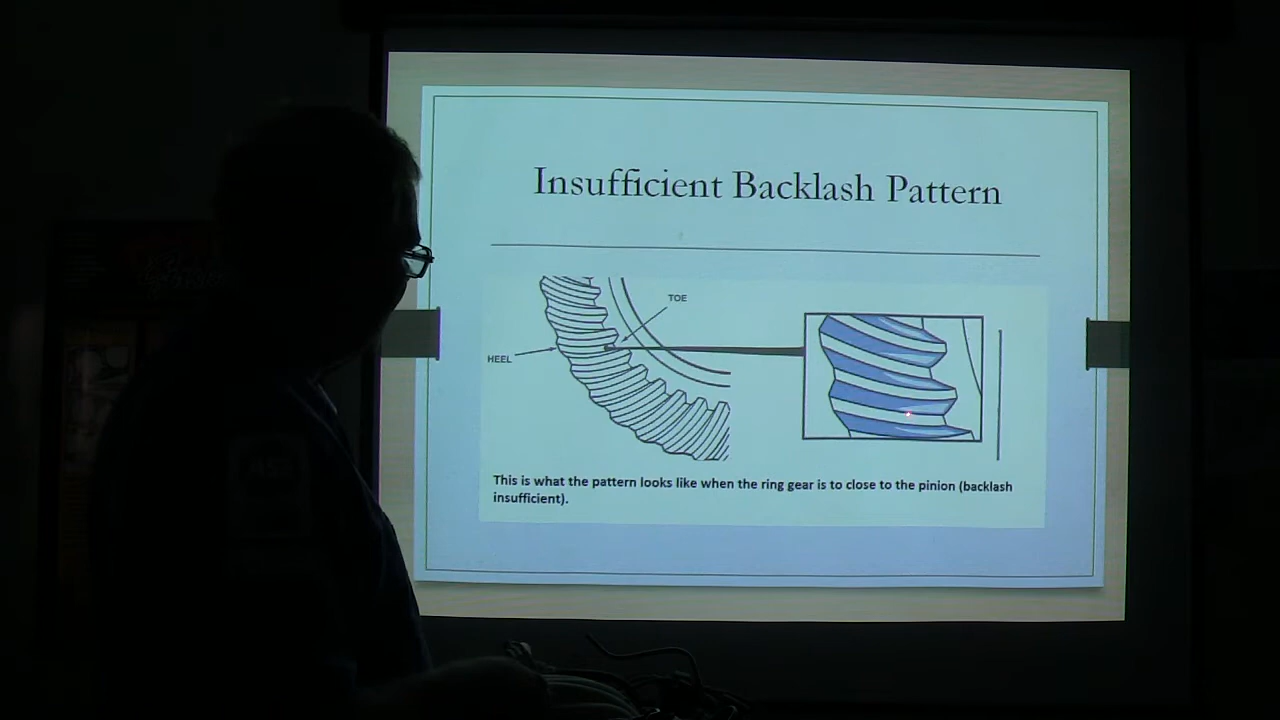 Insufficient Backlash Pattern
TOE
HEEL
This is what the pattern looks like when the ring gear is to close to the pinion (backlash
insufficient).